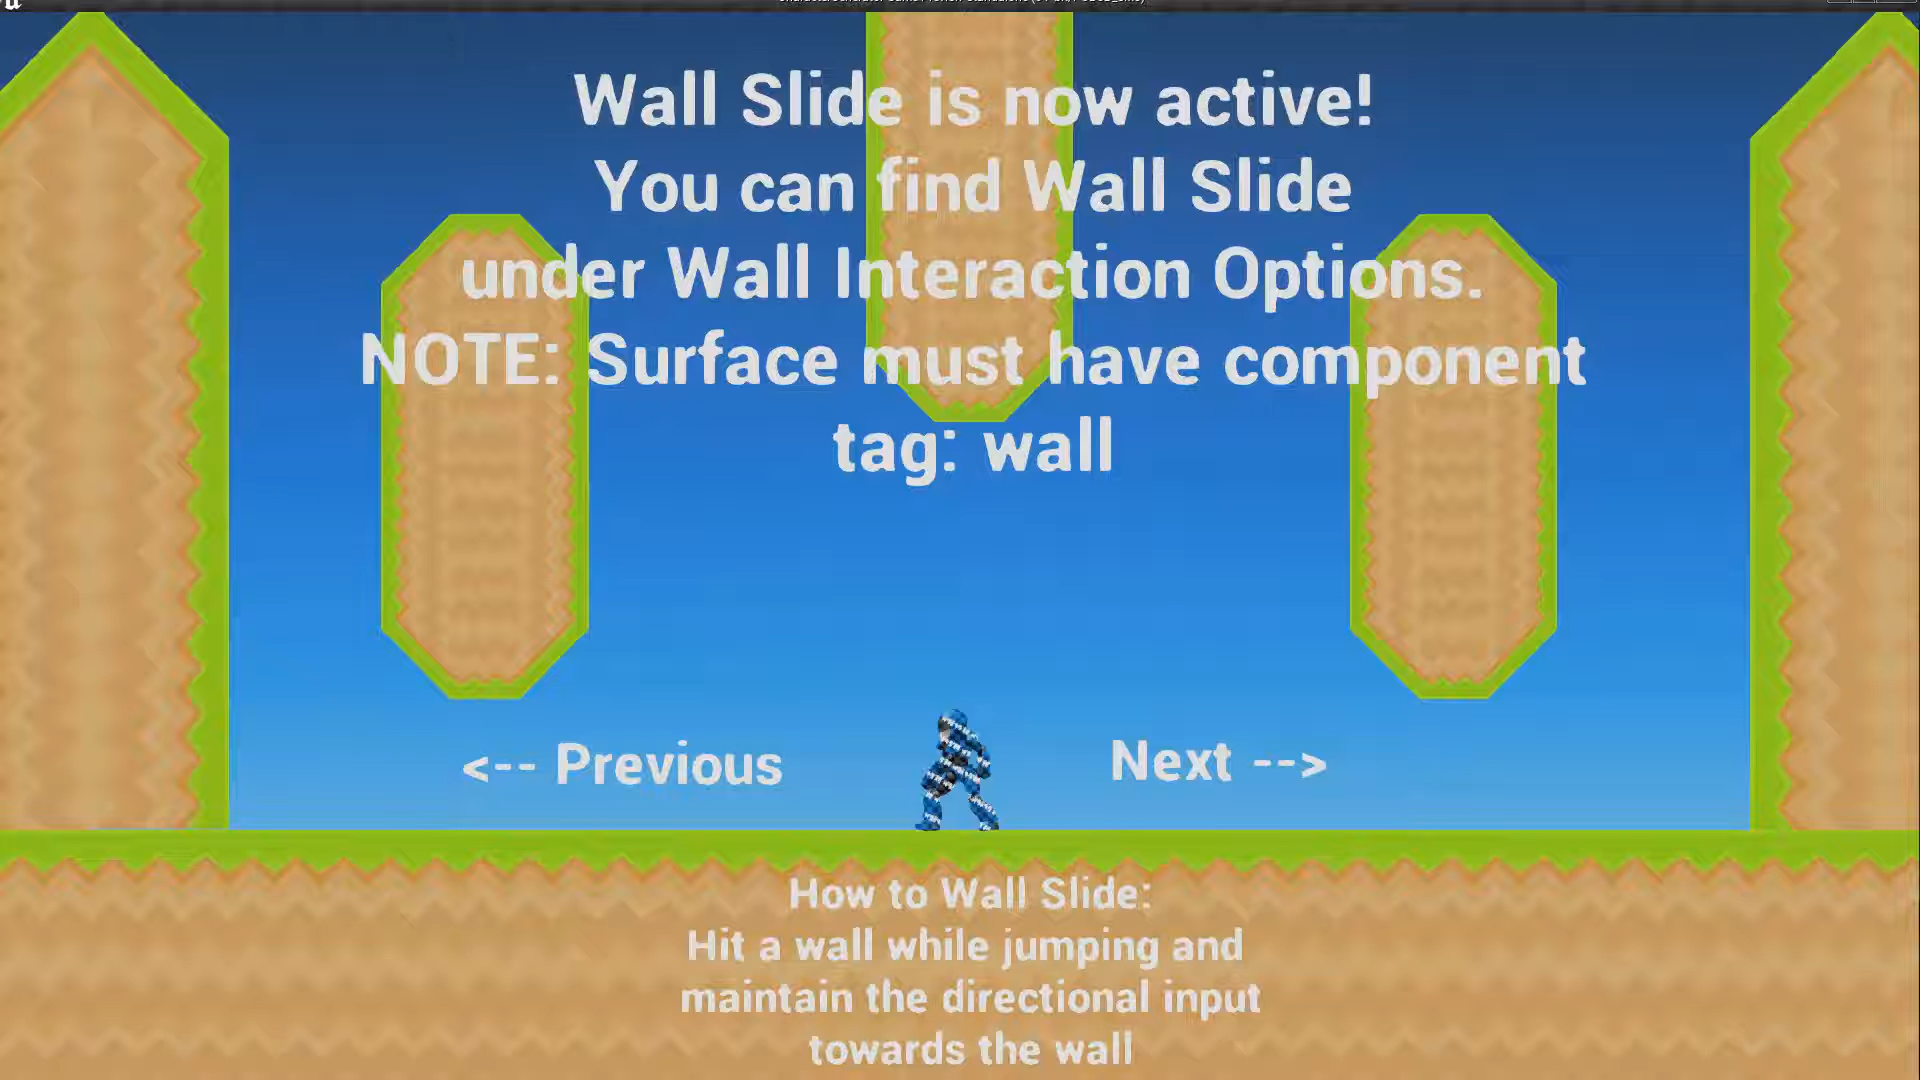 Wall Slide is now active!
You can find Wall Slide
under Wall Interaction Options.
NOTE: Surface must have component
tag: wall
<-- Previous
Next -->
How to Wall Slide:
Hit a wall while jumping and
maintain the directional input
towards the wall